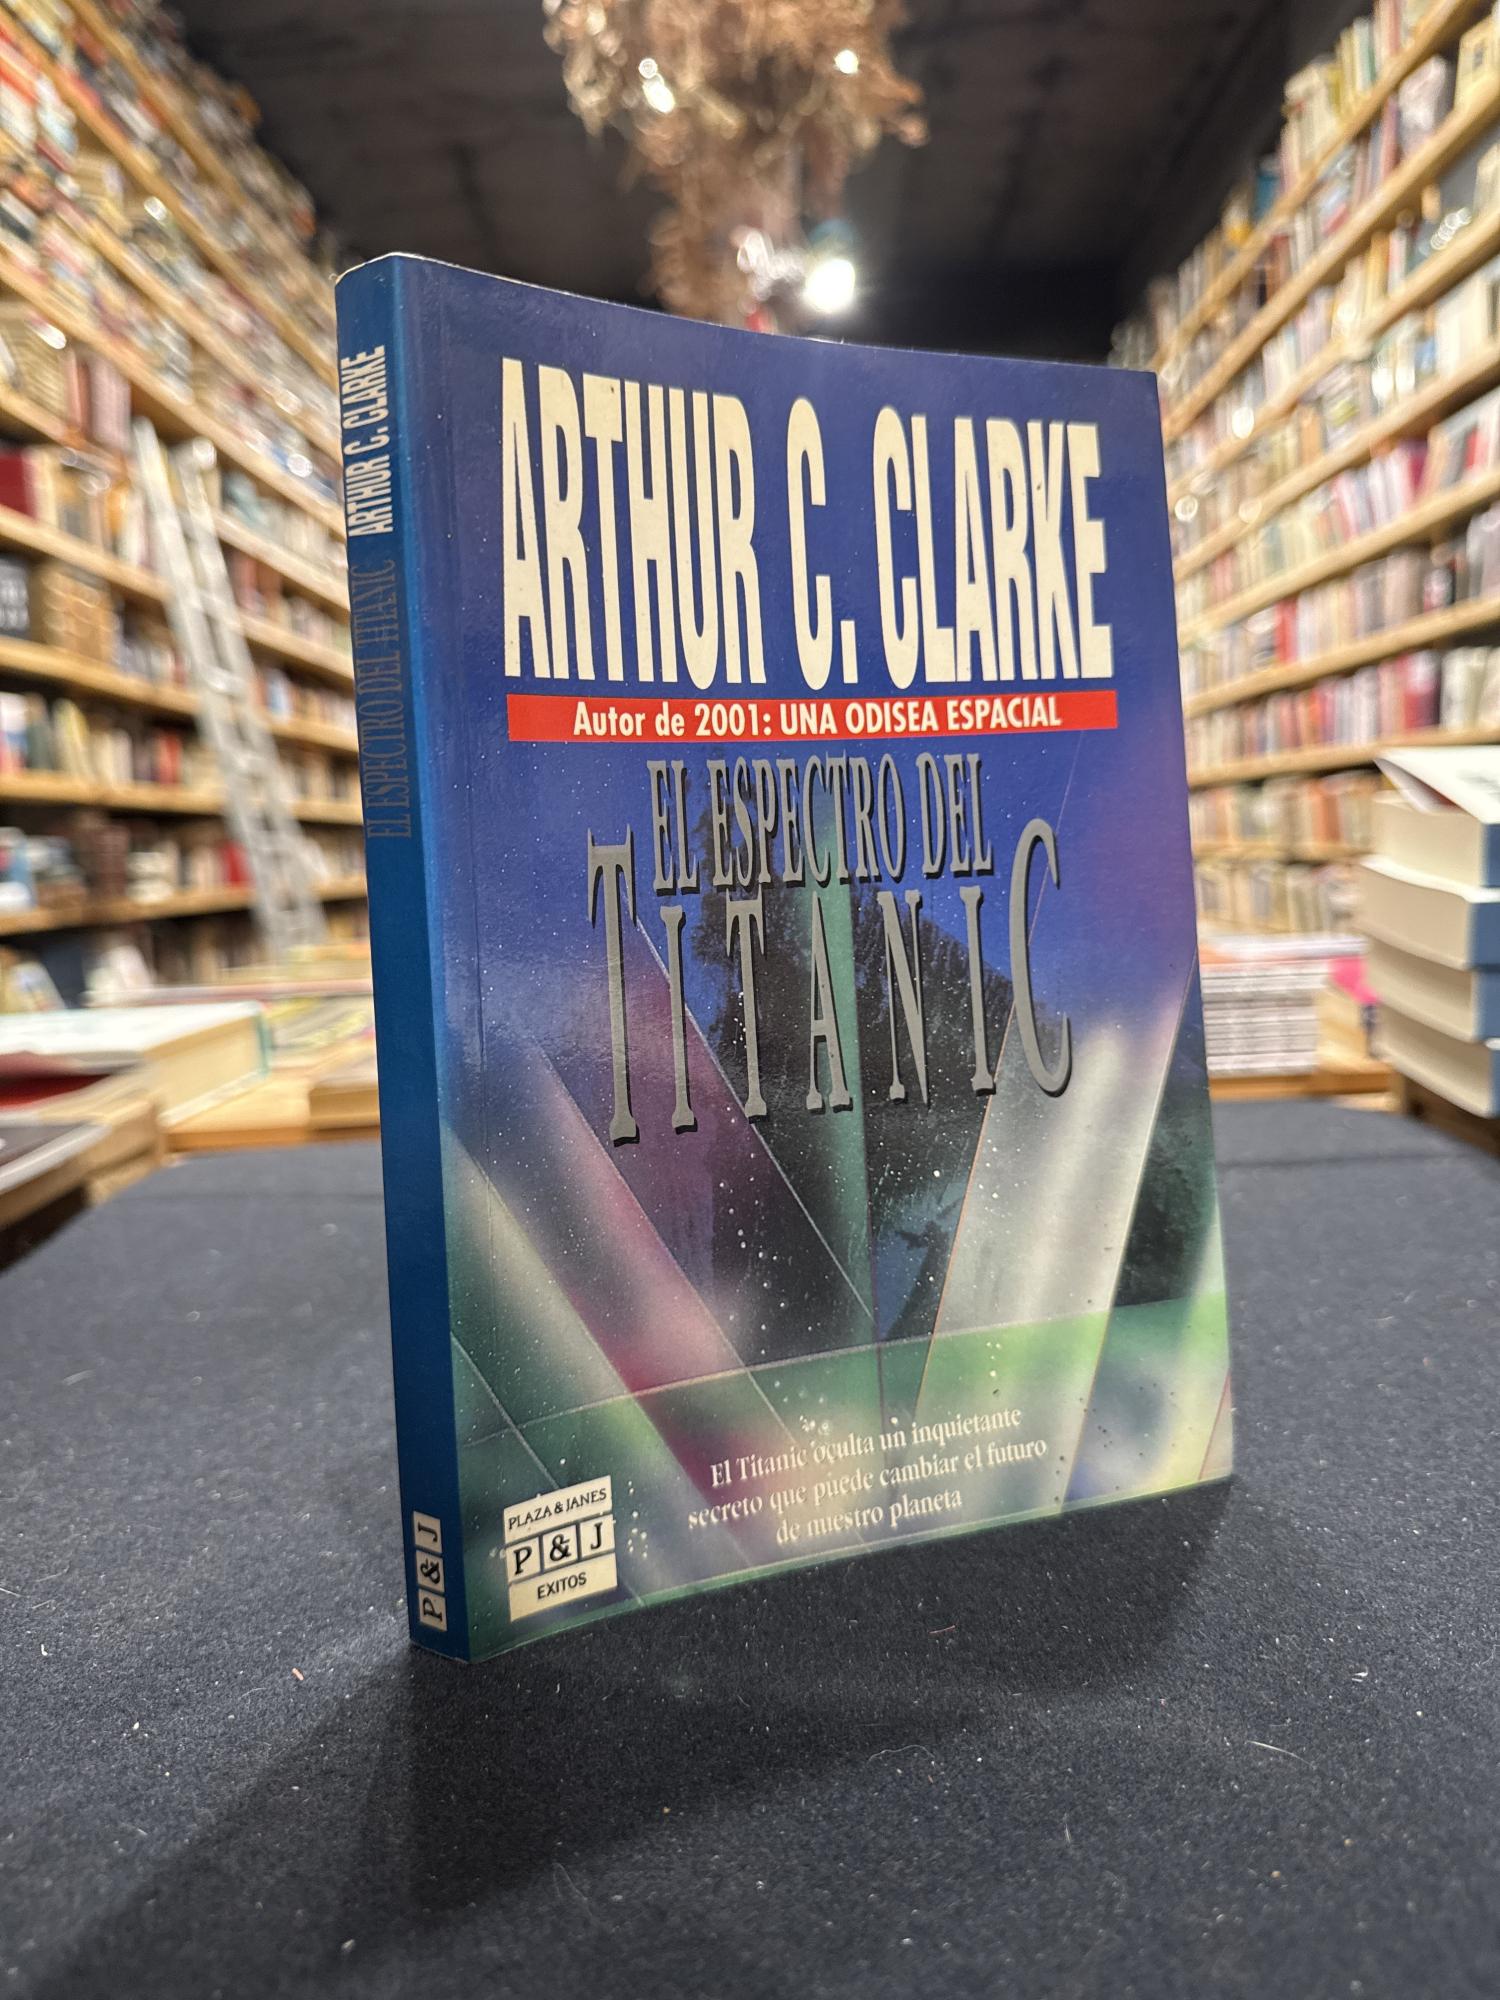 ARTHUR C. CLARKE
Autor de 2001: UNA ODISEA ESPACIAL
EL ESPECTRO DEL
TITANIC
El Titanic oculta un inquietante
secreto que puede cambiar el futuro
de nuestro planeta
PLAZA & JANES
P & J
EXITOS
EL ESPECTRO DEL TITANIC ARTHUR C. CLARKE
P & J